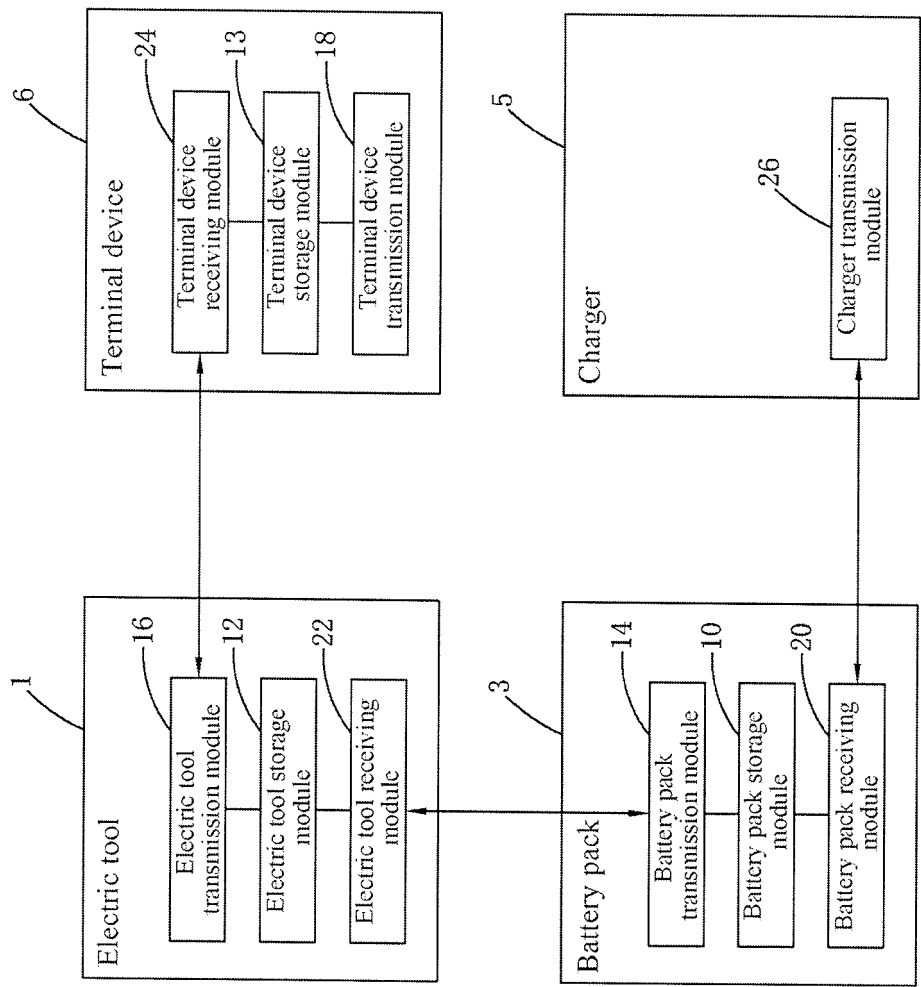 1
Electric tool
16
Electric tool
transmission module
12
Electric tool storage
module
22
Electric tool receiving
module
6
Terminal device
24
Terminal device
receiving module
13
Terminal device
storage module
18
Terminal device
transmission module
3
Battery pack
14
Battery pack
transmission module
10
Battery pack storage
module
20
Battery pack receiving
module
5
Charger
26
Charger transmission
module